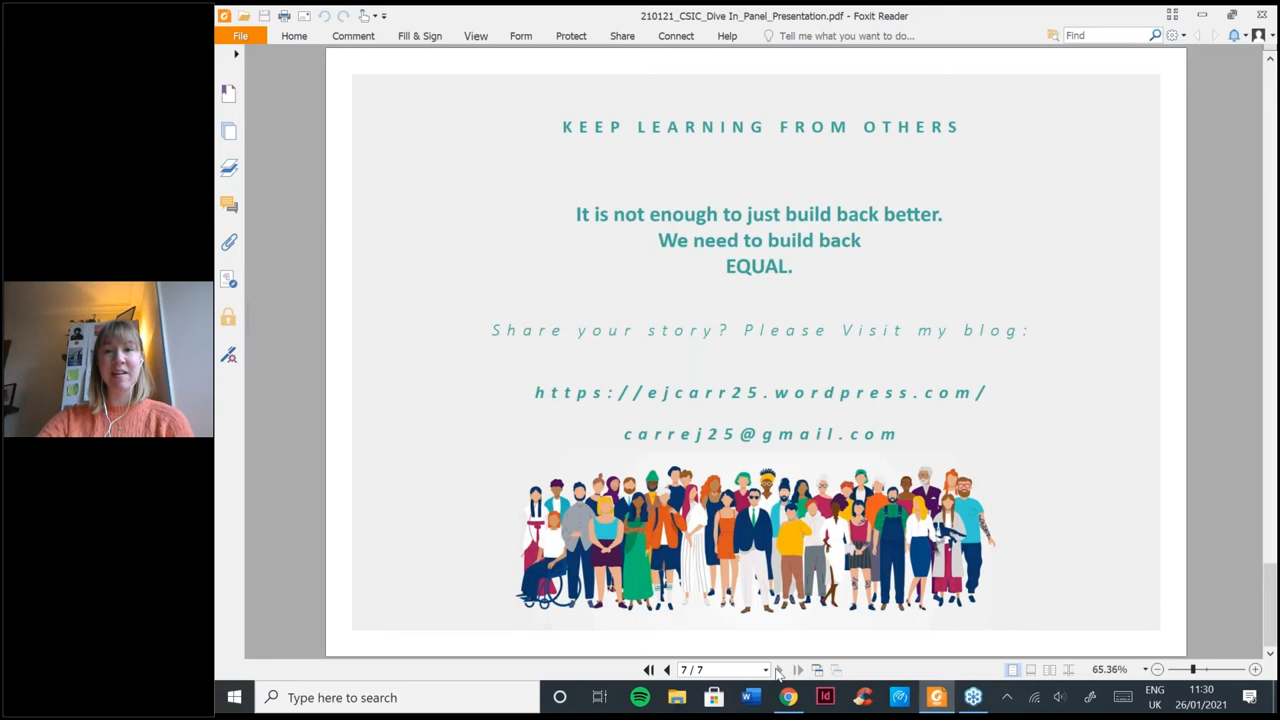 210121_CSIC_Dive In_Panel_Presentation.pdf - Foxit Reader
File
Home
Comment
Fill & Sign
View
Form
Protect
Share
Connect
Help
Tell me what you want to do...
Find
KEEP LEARNING FROM OTHERS
It is not enough to just build back better.
We need to build back
EQUAL.
Share your story? Please Visit my blog:
https://ejcarr25.wordpress.com/
carrej25@gmail.com
7 / 7
65.36%
Type here to search
Id
ENG
UK
11:30
26/01/2021